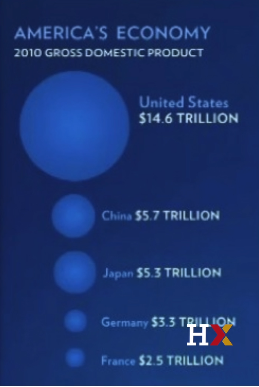 AMERICA'S ECONOMY
2010 GROSS DOMESTIC PRODUCT
United States
$14.6 TRILLION
China $5.7 TRILLION
Japan $5.3 TRILLION
Germany $3.3 TRILLION
HX
France $2.5 TRILLION